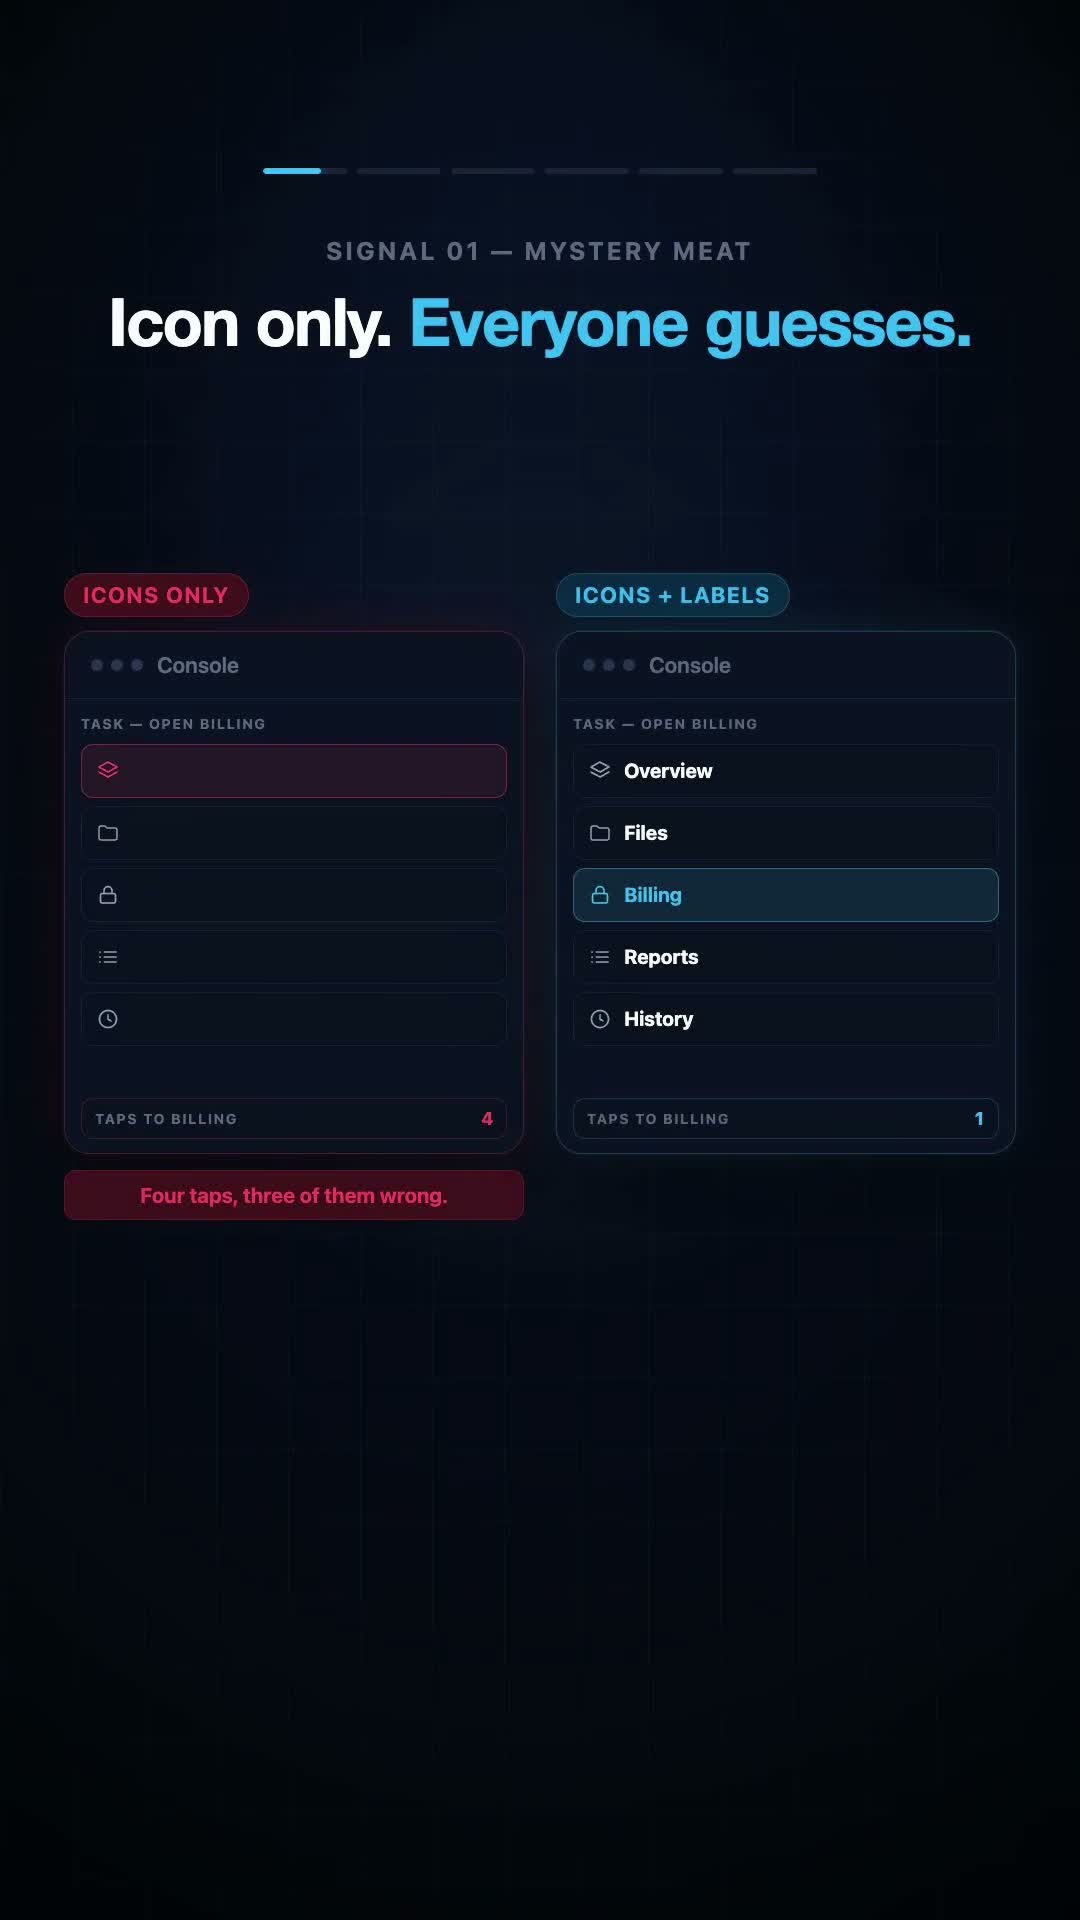 SIGNAL 01 — MYSTERY MEAT
Icon only. Everyone guesses.
ICONS ONLY
Console
TASK — OPEN BILLING
TAPS TO BILLING 4
Four taps, three of them wrong.
ICONS + LABELS
Console
TASK — OPEN BILLING
Overview
Files
Billing
Reports
History
TAPS TO BILLING 1